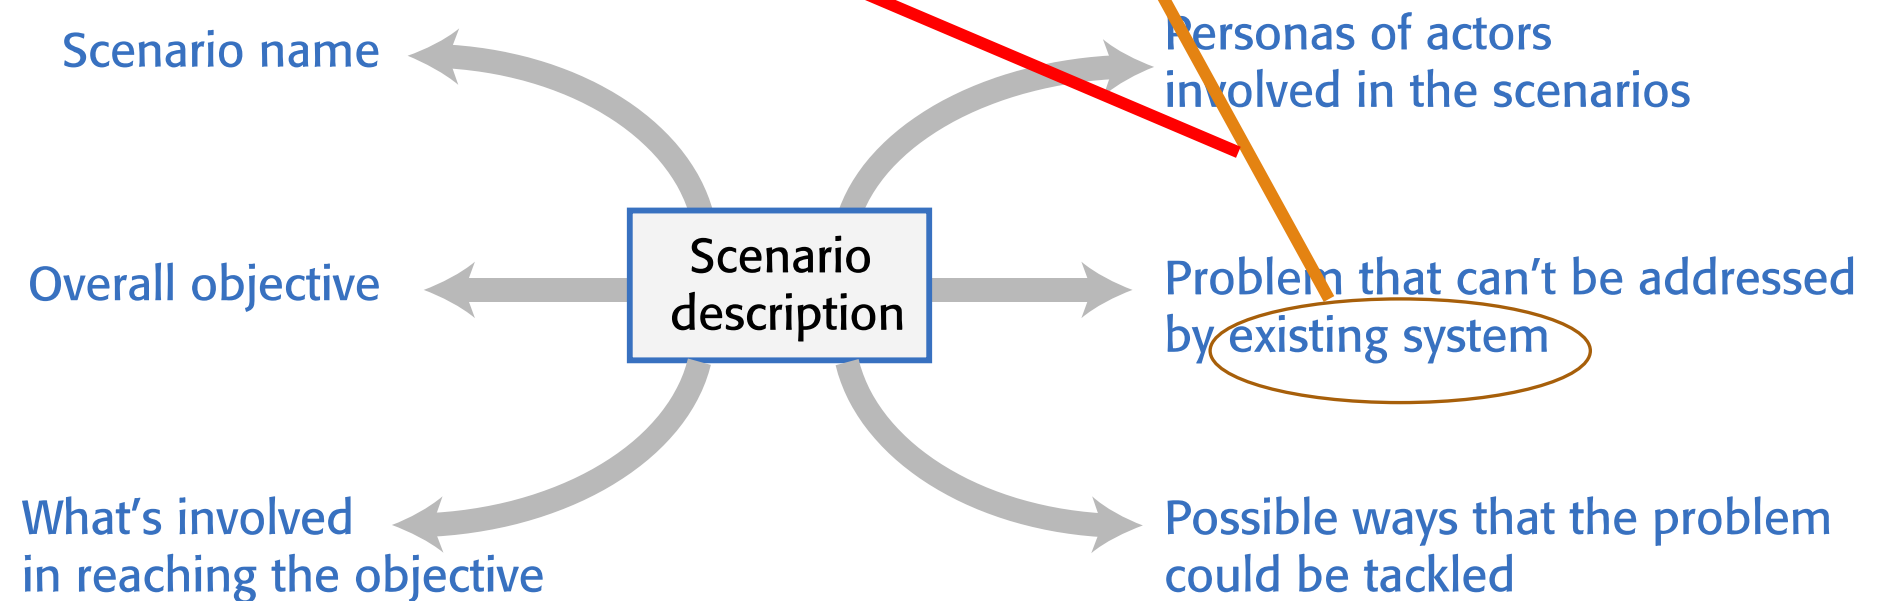 Scenario name
Personas of actors
involved in the scenarios
Overall objective
Scenario
description
Problem that can't be addressed
by existing system
What's involved
in reaching the objective
Possible ways that the problem
could be tackled